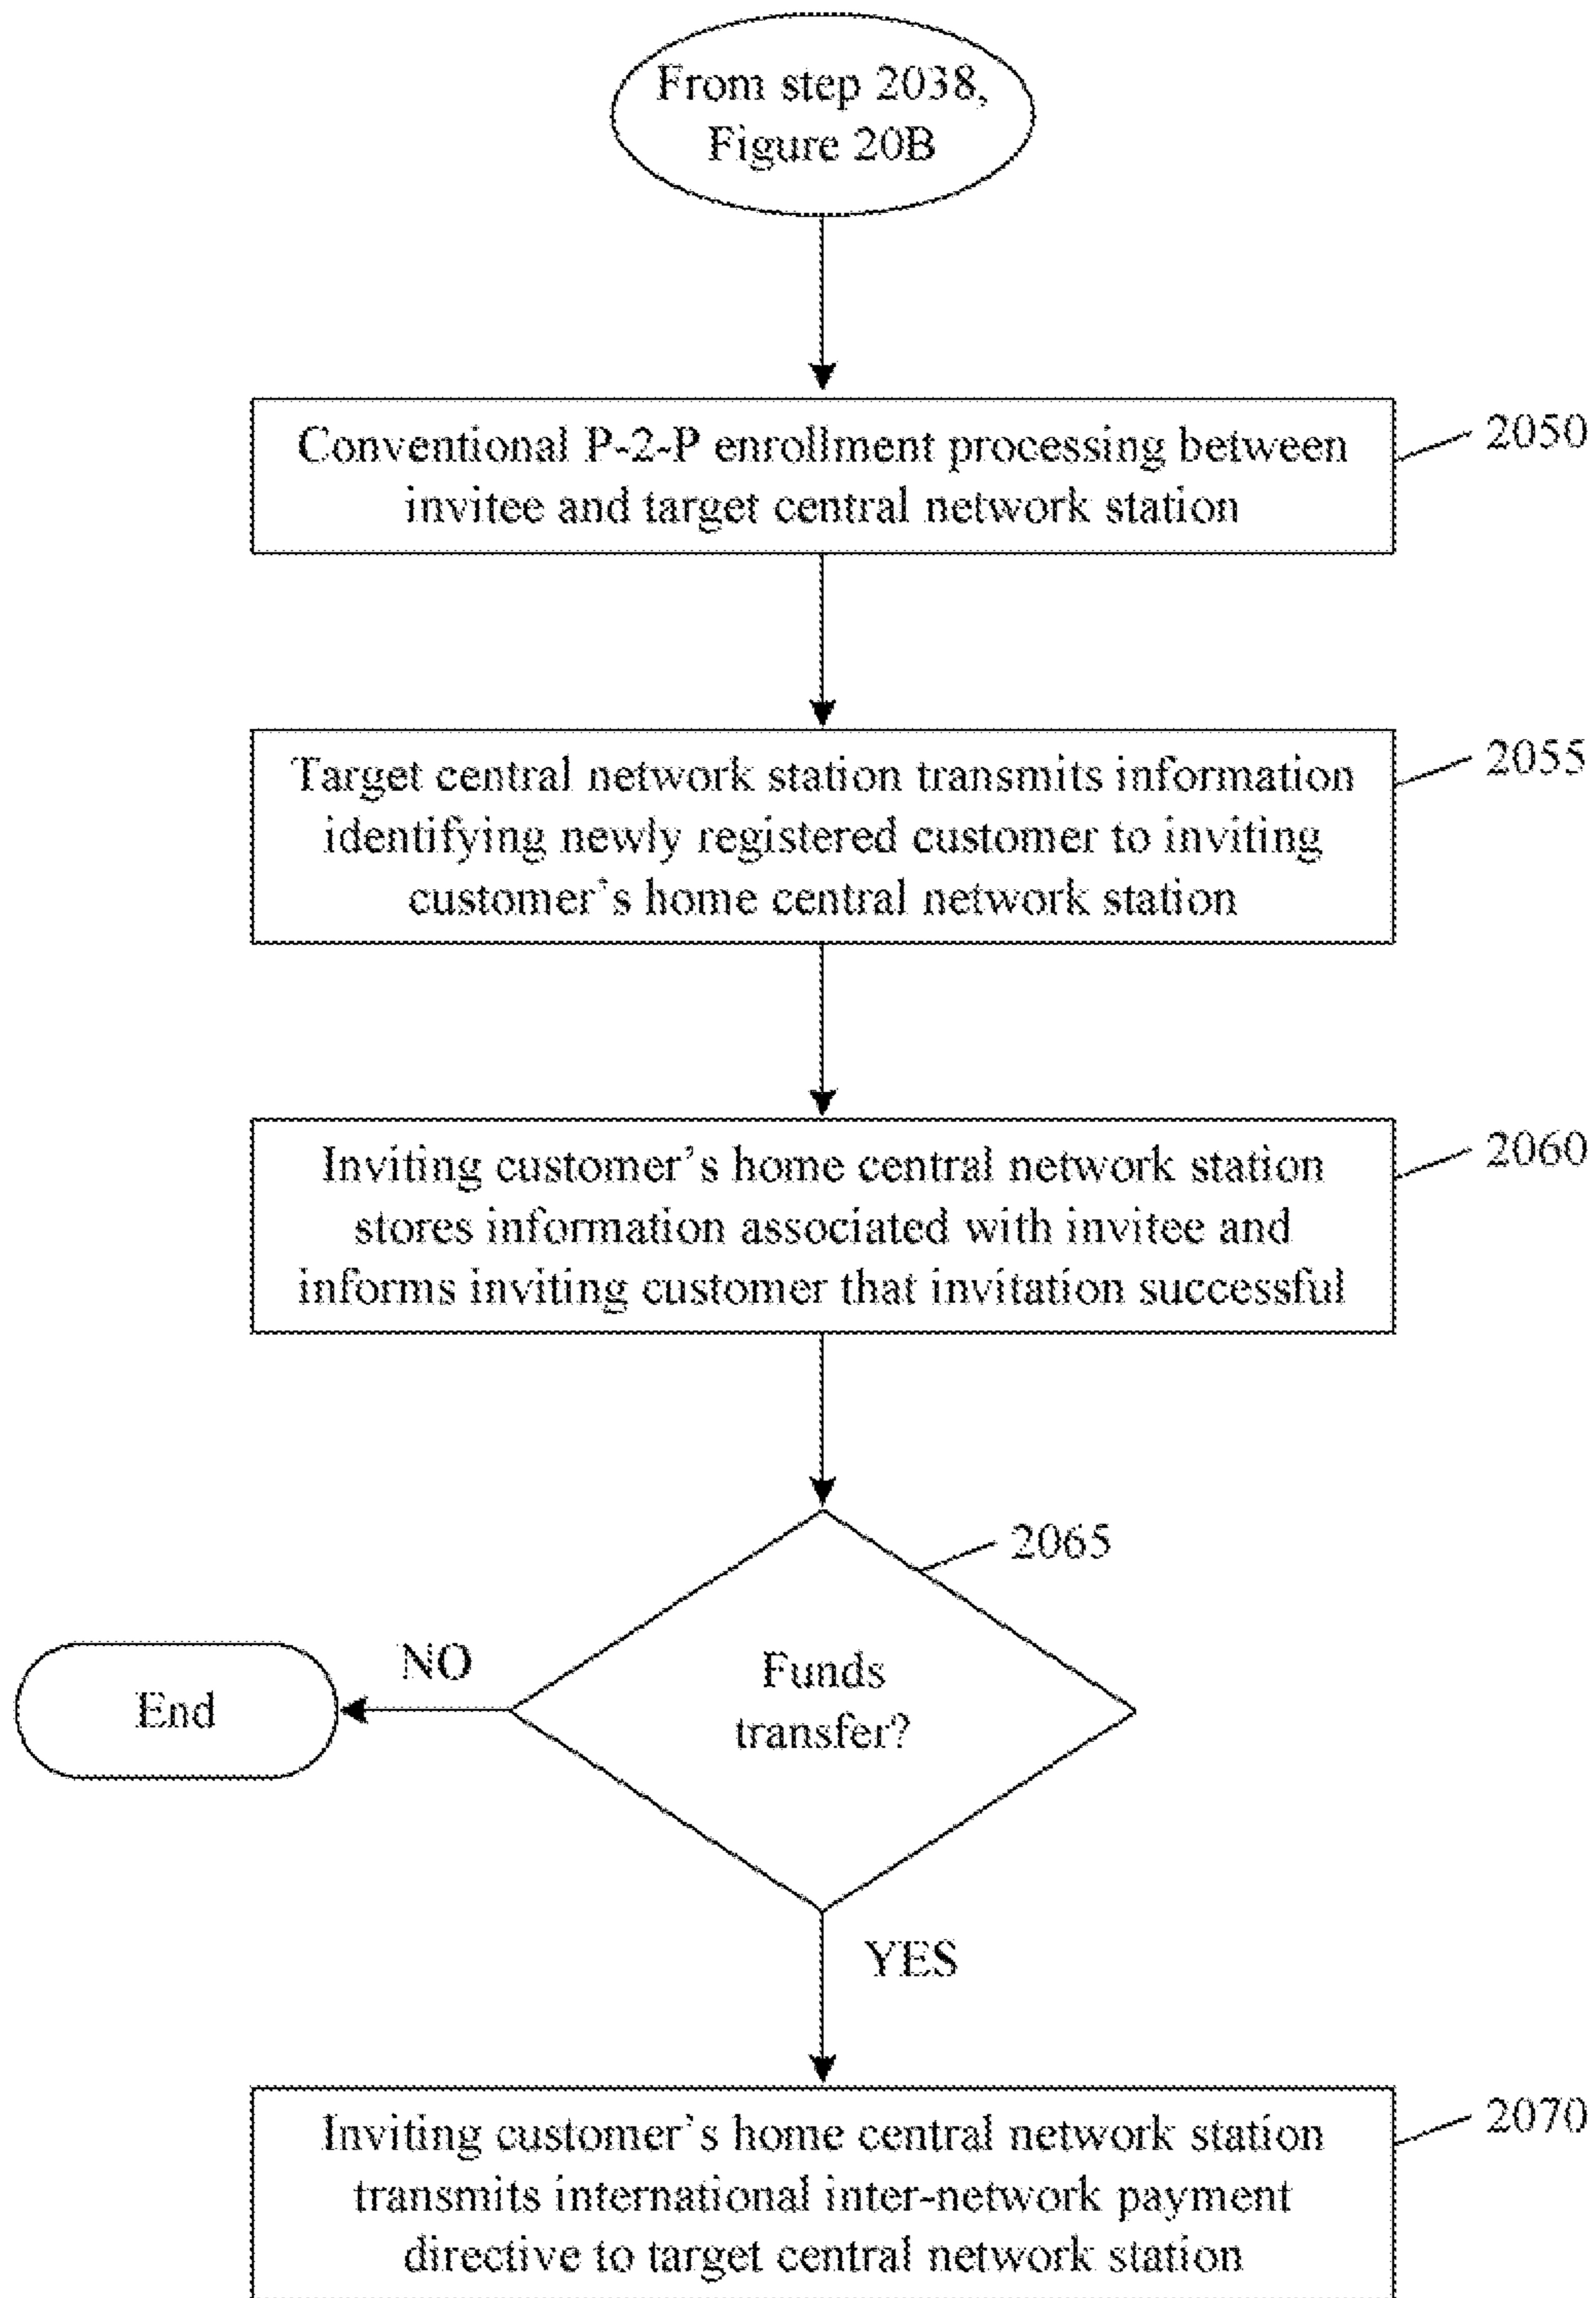 From step 2038,
Figure 20B
Conventional P-2-P enrollment processing between
invitee and target central network station
2050
Target central network station transmits information
identifying newly registered customer to inviting
customer's home central network station
2055
Inviting customer's home central network station
stores information associated with invitee and
informs inviting customer that invitation successful
2060
2065
Funds
transfer?
NO
End
YES
Inviting customer's home central network station
transmits international inter-network payment
directive to target central network station
2070